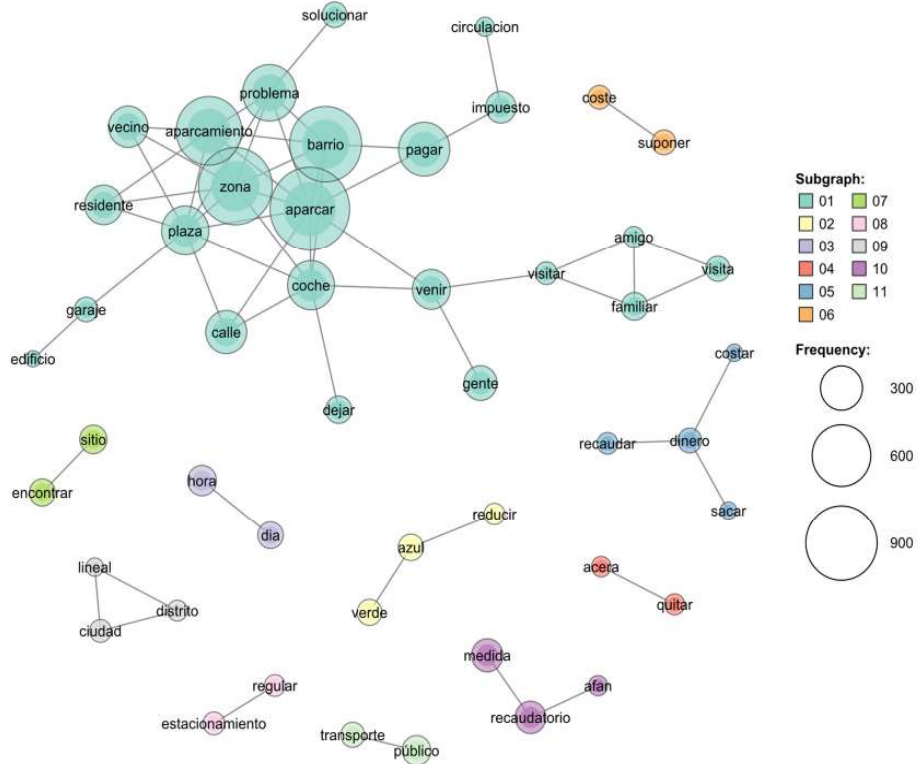 solucionar
circulacion
problema
impuesto
coste
vecino
aparcamiento
barrio
pagar
suponer
zona
residente
aparcar
plaza
amigo
visitar
visita
coche
venir
familiar
garaje
calle
edificio
gente
dejar
costar
sitio
recaudar
dinero
encontrar
hora
sacar
dia
reducir
azul
lineal
acera
verde
distrito
quitar
ciudad
medida
regular
afan
estacionamiento
recaudatorio
transporte
público
Subgraph:
01 07
02 08
03 09
04 10
05 11
06
Frequency:
300
600
900